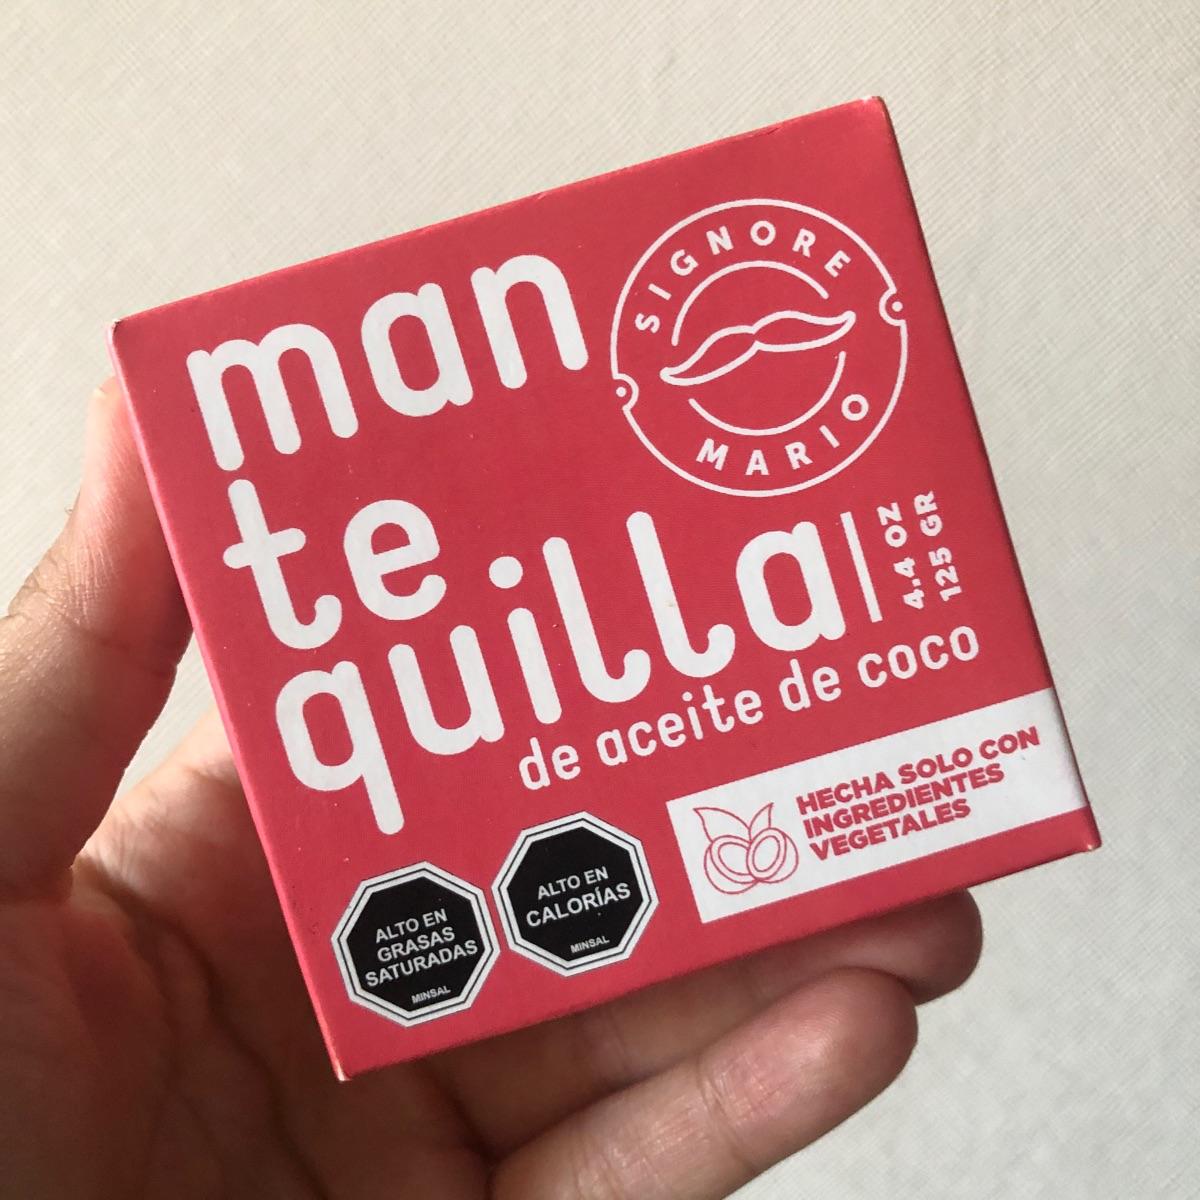 man
te
quilla
de aceite de coco
SIGNORE
MARIO
4.4 OZ
125 GR
HECHA SOLO CON
INGREDIENTES
VEGETALES
ALTO EN
GRASAS
SATURADAS
MINSAL
ALTO EN
CALORÍAS
MINSAL